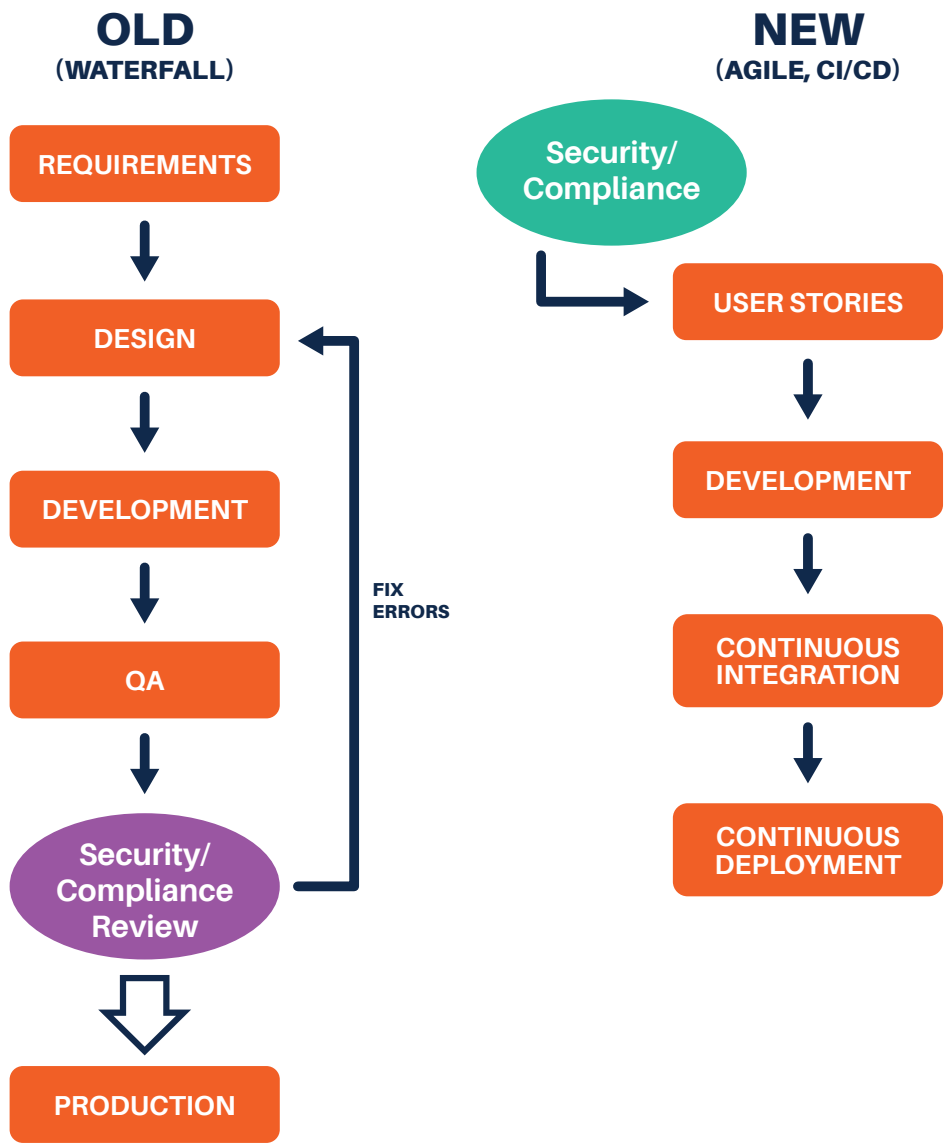 OLD
(WATERFALL)
REQUIREMENTS
DESIGN
DEVELOPMENT
QA
Security/
Compliance
Review
PRODUCTION
FIX
ERRORS
NEW
(AGILE, CI/CD)
Security/
Compliance
USER STORIES
DEVELOPMENT
CONTINUOUS
INTEGRATION
CONTINUOUS
DEPLOYMENT